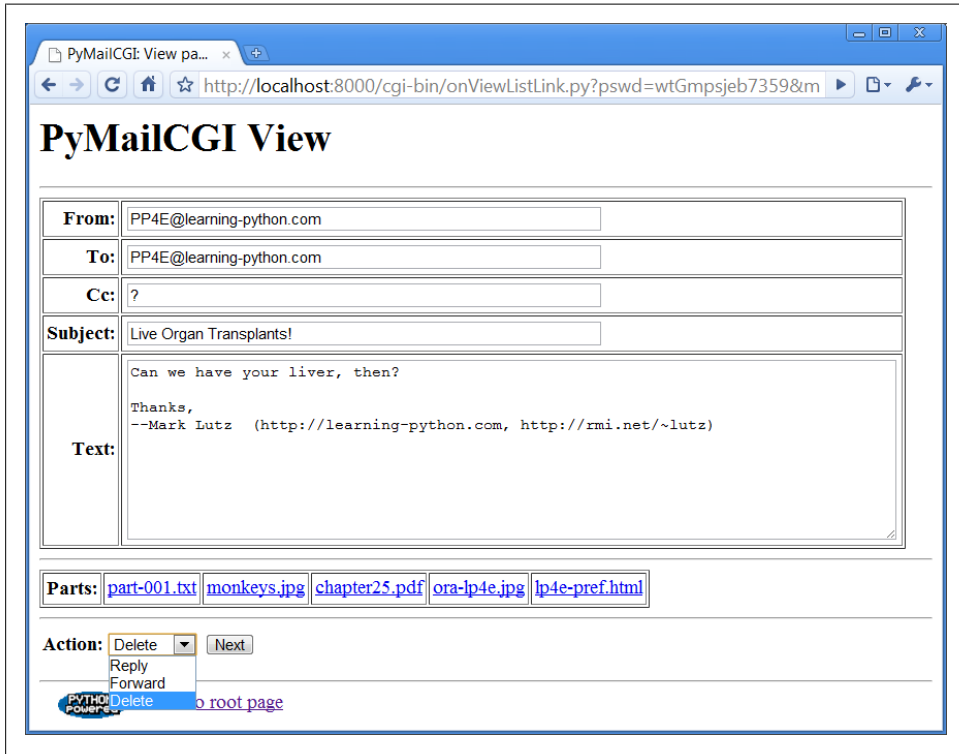 PyMailCGI: View pa...
http://localhost:8000/cgi-bin/onViewListLink.py?pswd=wtGmpsjeb7359&m
PyMailCGI View
From: PP4E@learning-python.com
To: PP4E@learning-python.com
Cc: ?
Subject: Live Organ Transplants!
Text:
Can we have your liver, then?
Thanks,
--Mark Lutz  (http://learning-python.com, http://rmi.net/~lutz)
Parts: part-001.txt monkeys.jpg chapter25.pdf ora-lp4e.jpg lp4e-pref.html
Action: Delete Next
Reply
Forward
Delete
o root page